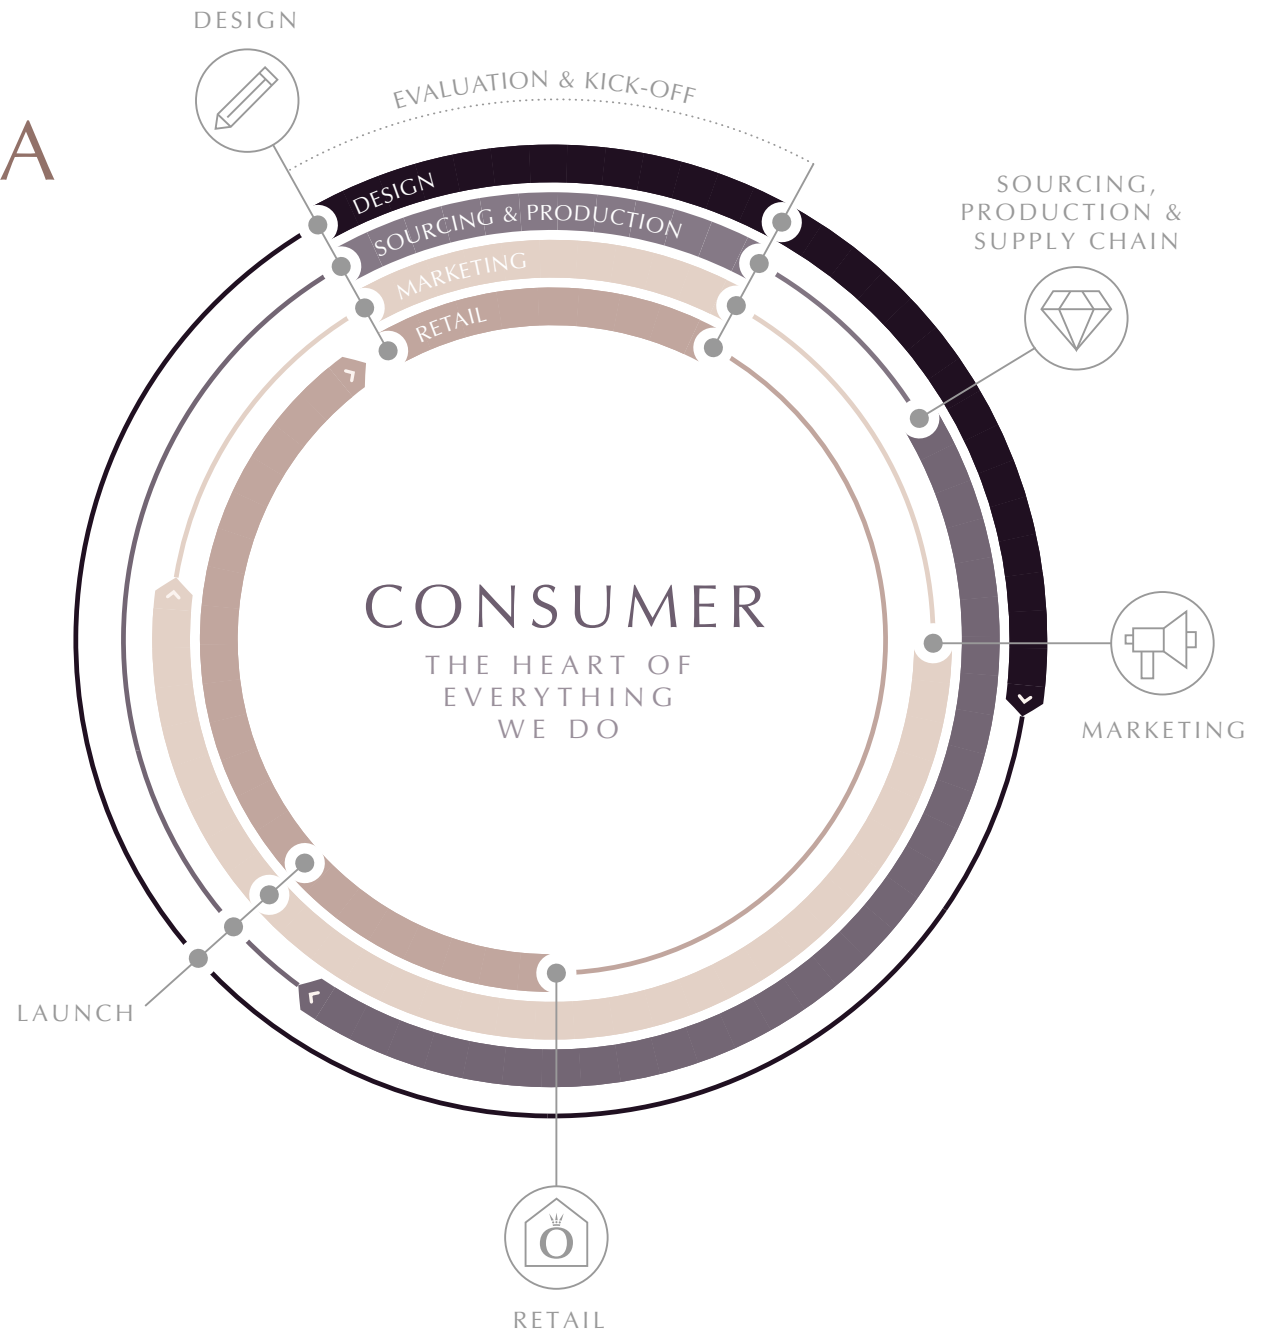 DESIGN
EVALUATION & KICK-OFF
A
DESIGN
SOURCING,
PRODUCTION &
SUPPLY CHAIN
SOURCING & PRODUCTION
MARKETING
RETAIL
CONSUMER
THE HEART OF
EVERYTHING
WE DO
MARKETING
LAUNCH
O
RETAIL